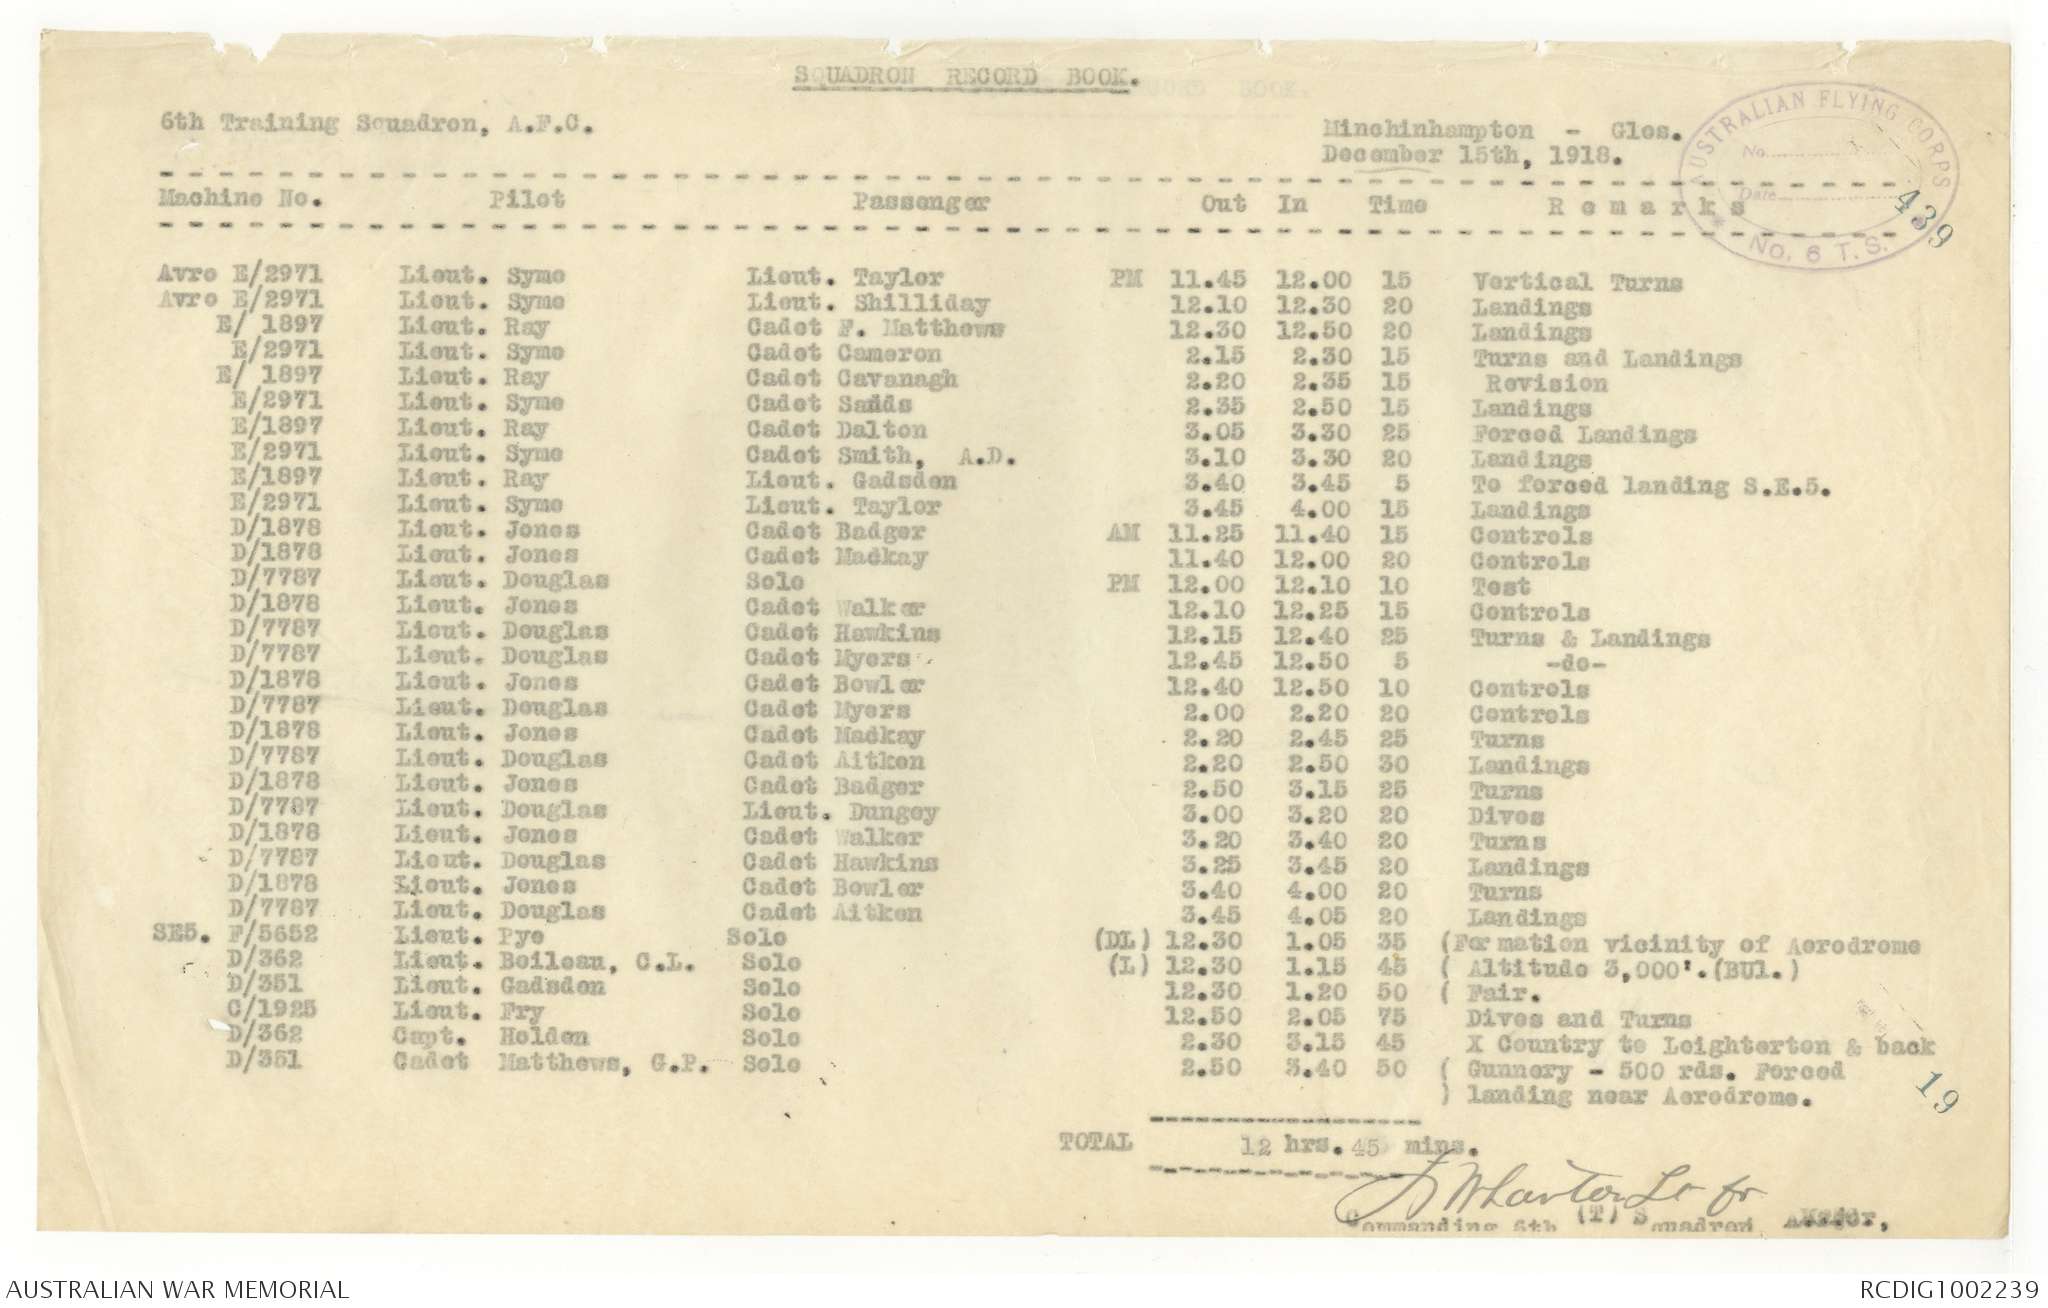 SQUADRON RECORD BOOK.
6th Training Squadron, A.F.C.
Minchinhampton - Glos.
December 15th, 1918.
AUSTRALIAN FLYING CORPS
No.
Date
NO. 6 T.S.
439
Machine No. Pilot Passenger Out In Time Remarks
Avro E/2971 Lieut. Syme Lieut. Taylor PM 11.45 12.00 15 Vertical Turns
Avro E/2971 Lieut. Syme Lieut. Shilliday 12.10 12.30 20 Landings
E/ 1897 Lieut. Ray Cadet F. Matthews 12.30 12.50 20 Landings
E/2971 Lieut. Syme Cadet Cameron 2.15 2.30 15 Turns and Landings
E/ 1897 Lieut. Ray Cadet Cavanagh 2.20 2.35 15 Revision
E/2971 Lieut. Syme Cadet Sands 2.35 2.50 15 Landings
E/1897 Lieut. Ray Cadet Dalton 3.05 3.30 25 Forced Landings
E/2971 Lieut. Syme Cadet Smith, A.D. 3.10 3.30 20 Landings
E/1897 Lieut. Ray Lieut. Gadsden 3.40 3.45 5 To forced landing S.E.5.
E/2971 Lieut. Syme Lieut. Taylor 3.45 4.00 15 Landings
D/1878 Lieut. Jones Cadet Badger AM 11.25 11.40 15 Controls
D/1878 Lieut. Jones Cadet Mackay 11.40 12.00 20 Controls
D/7787 Lieut. Douglas Solo PM 12.00 12.10 10 Test
D/1878 Lieut. Jones Cadet Walker 12.10 12.25 15 Controls
D/7787 Lieut. Douglas Cadet Hawkins 12.15 12.40 25 Turns & Landings
D/7787 Lieut. Douglas Cadet Myers 12.45 12.50 5 -do-
D/1878 Lieut. Jones Cadet Bowler 12.40 12.50 10 Controls
D/7787 Lieut. Douglas Cadet Myers 2.00 2.20 20 Controls
D/1878 Lieut. Jones Cadet Mackay 2.20 2.45 25 Turns
D/7787 Lieut. Douglas Cadet Aitken 2.20 2.50 30 Landings
D/1878 Lieut. Jones Cadet Badger 2.50 3.15 25 Turns
D/7787 Lieut. Douglas Lieut. Dungey 3.00 3.20 20 Dives
D/1878 Lieut. Jones Cadet Walker 3.20 3.40 20 Turns
D/7787 Lieut. Douglas Cadet Hawkins 3.25 3.45 20 Landings
D/1878 Lieut. Jones Cadet Bowler 3.40 4.00 20 Turns
D/7787 Lieut. Douglas Cadet Aitken 3.45 4.05 20 Landings
SE5. F/5652 Lieut. Pye Solo (DL) 12.30 1.05 35 (Formation vicinity of Aerodrome
D/362 Lieut. Boileau, C.L. Solo (L) 12.30 1.15 45 ( Altitude 3,000'.(BUl.)
D/351 Lieut. Gadsden Solo 12.30 1.20 50 ( Fair.
C/1925 Lieut. Fry Solo 12.50 2.05 75 Dives and Turns
D/362 Capt. Holden Solo 2.30 3.15 45 X Country to Leighterton & back
D/351 Cadet Matthews, G.P. Solo 2.50 3.40 50 ( Gunnery - 500 rds. Forced
) landing near Aerodrome.
19
TOTAL 12 hrs. 45 mins.
Wharton Lt for
Commanding 6th (T) Squadron
AUSTRALIAN WAR MEMORIAL
RCDIG1002239